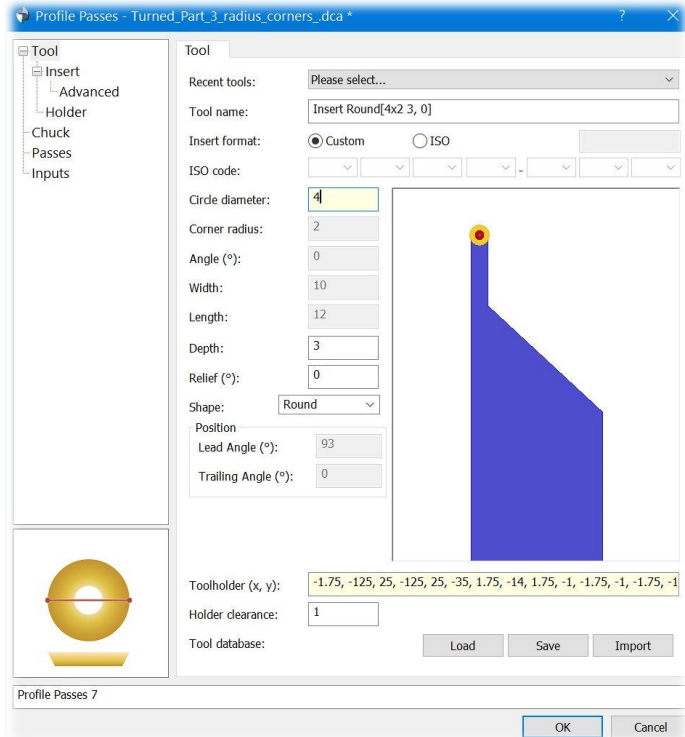 Profile Passes - Turned_Part_3_radius_corners_.dca *
?
Tool
Insert
Advanced
Holder
Chuck
Passes
Inputs
Tool
Recent tools: Please select...
Tool name: Insert Round[4x2 3, 0]
Insert format: Custom ISO
ISO code: -
Circle diameter: 4
Corner radius: 2
Angle (°): 0
Width: 10
Length: 12
Depth: 3
Relief (°): 0
Shape: Round
Position
Lead Angle (°): 93
Trailing Angle (°): 0
Toolholder (x, y): -1.75, -125, 25, -125, 25, -35, 1.75, -14, 1.75, -1, -1.75, -1, -1.75, -1
Holder clearance: 1
Tool database: Load Save Import
Profile Passes 7
OK Cancel